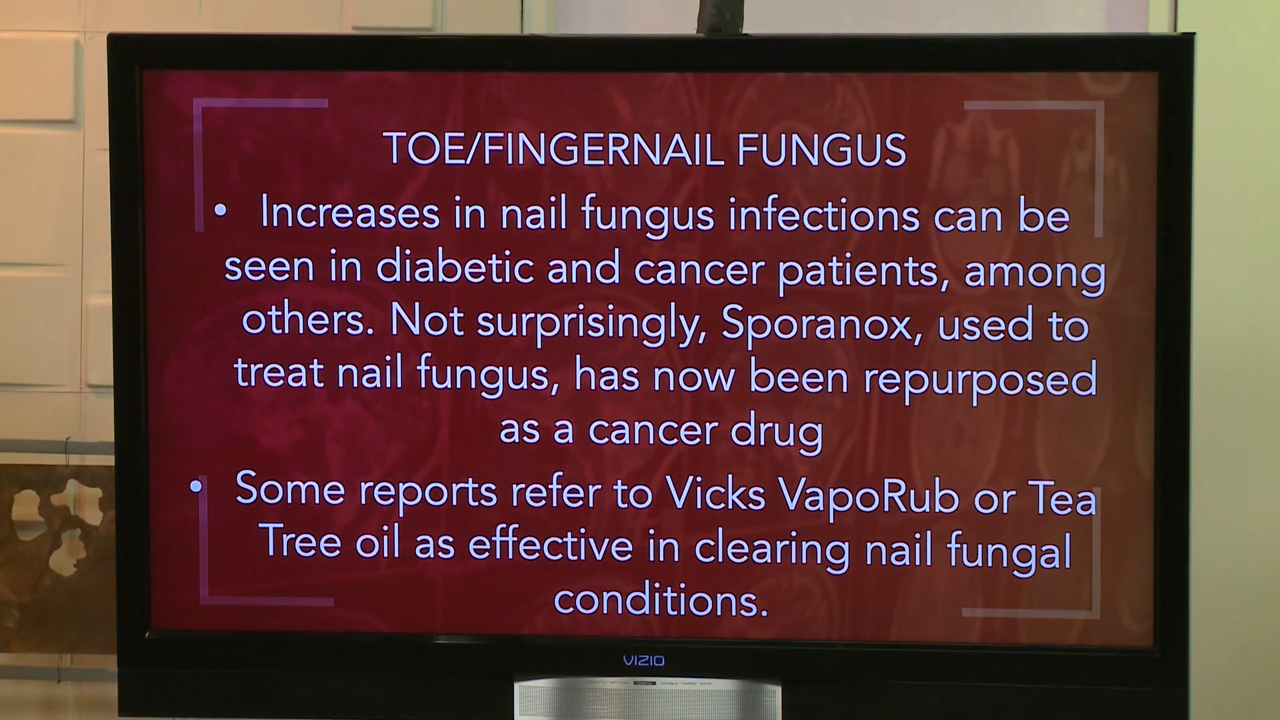 TOE/FINGERNAIL FUNGUS
• Increases in nail fungus infections can be
seen in diabetic and cancer patients, among
others. Not surprisingly, Sporanox, used to
treat nail fungus, has now been repurposed
as a cancer drug
• Some reports refer to Vicks VapoRub or Tea
Tree oil as effective in clearing nail fungal
conditions.
VIZIO